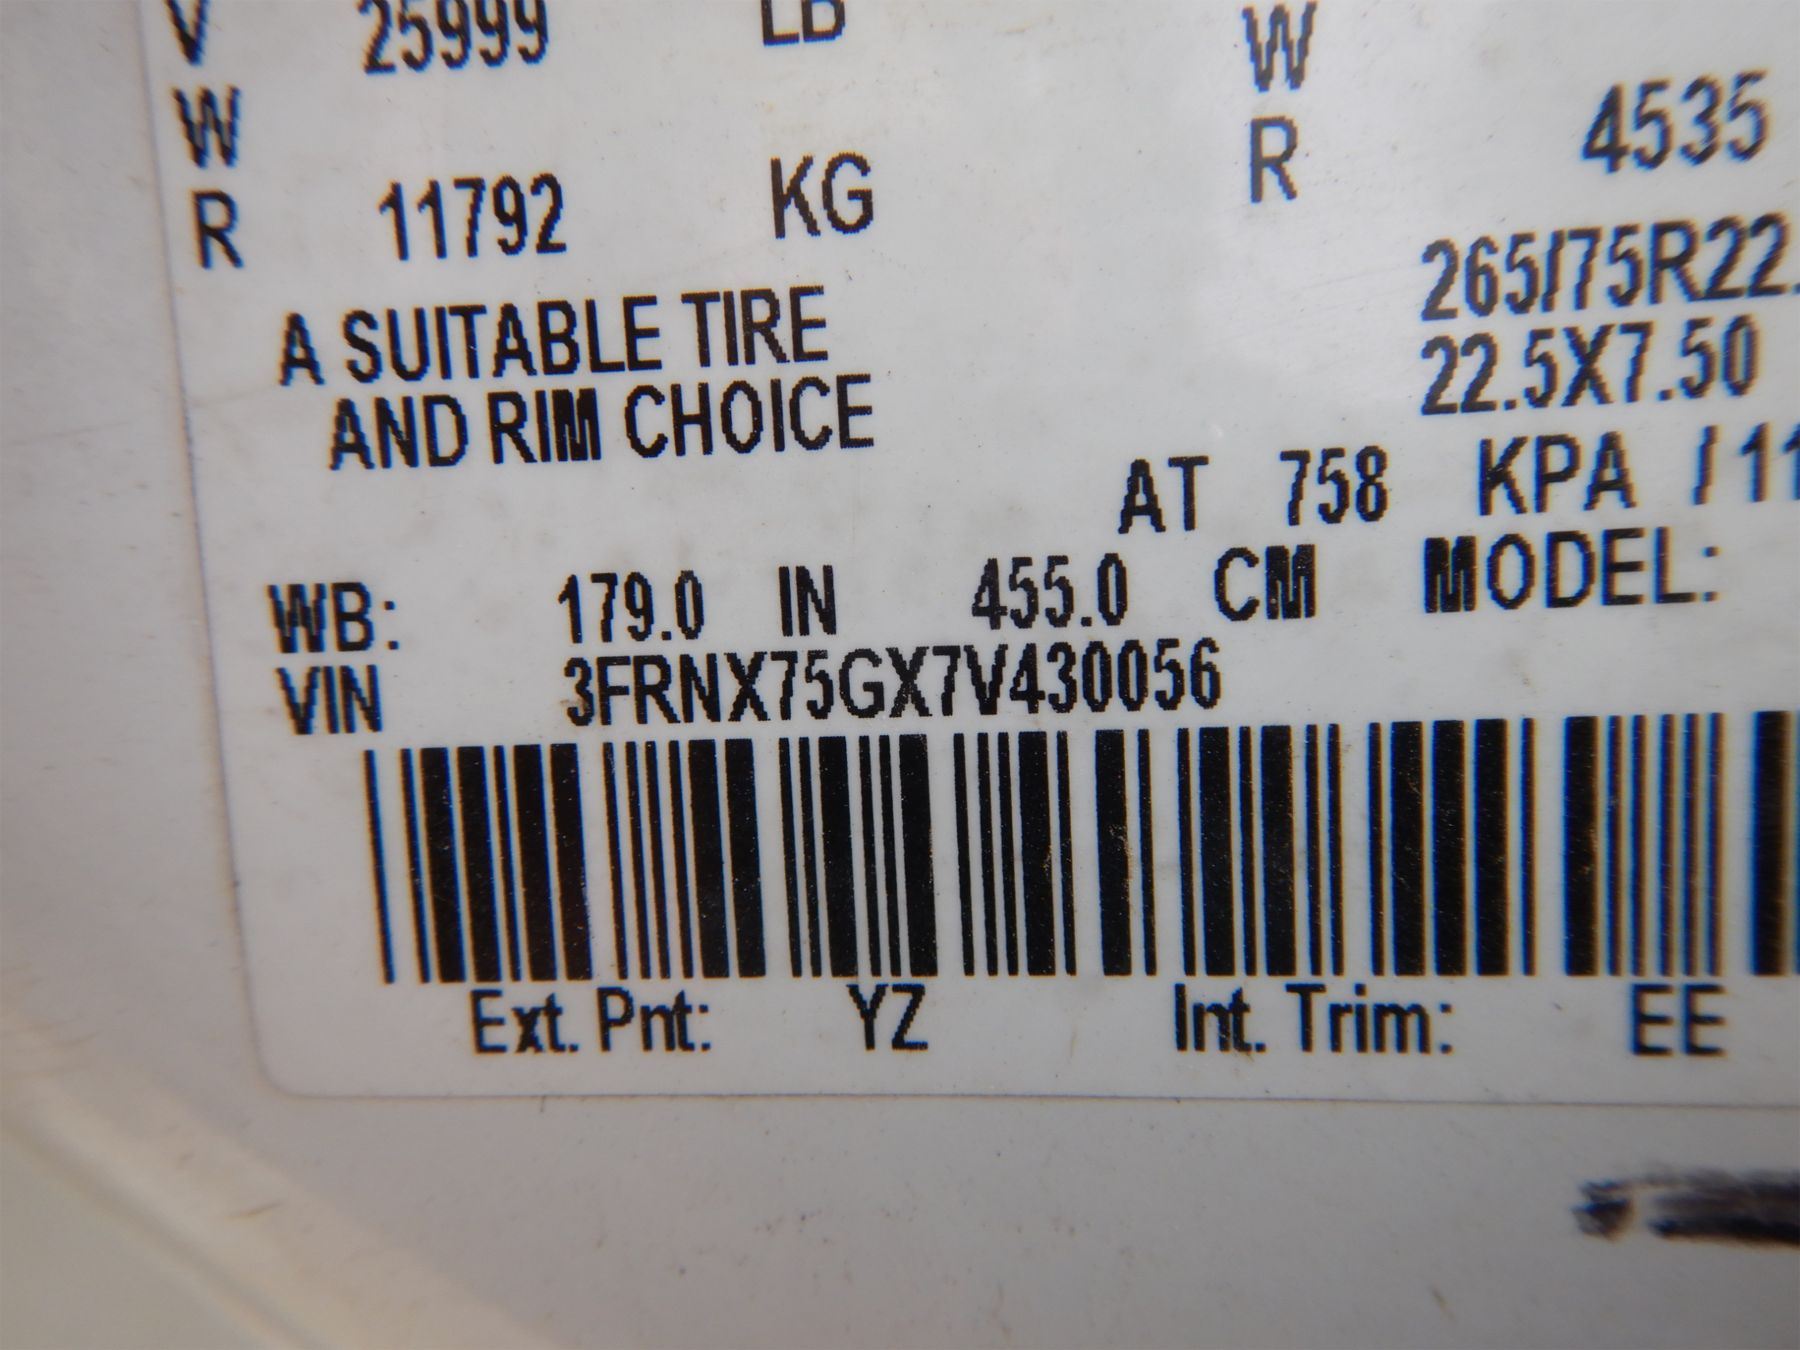 V 25999 LB W
W 4535
R 11792 KG R
265/75R22.
A SUITABLE TIRE
22.5X7.50
AND RIM CHOICE
AT 758 KPA / 11
WB: 179.0 IN 455.0 CM MODEL:
VIN 3FRNX75GX7V430056
Ext. Pnt: YZ Int. Trim: EE